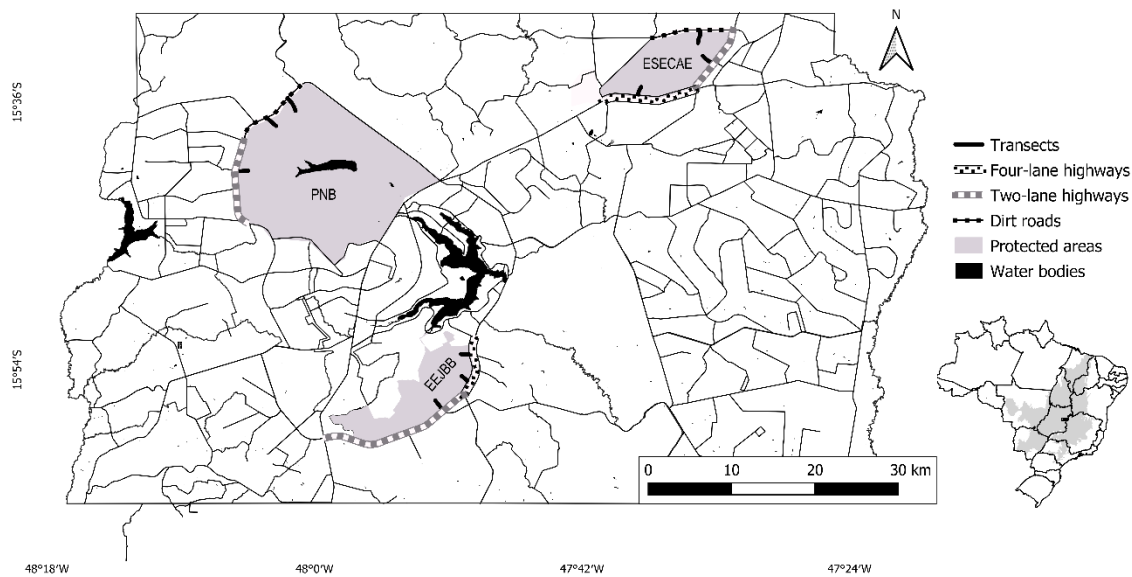 N
ESECAE
15°36'S
PNB
Transects
Four-lane highways
Two-lane highways
Dirt roads
Protected areas
Water bodies
15°54'S
EEJBB
0 10 20 30 km
48°18'W 48°0'W 47°42'W 47°24'W